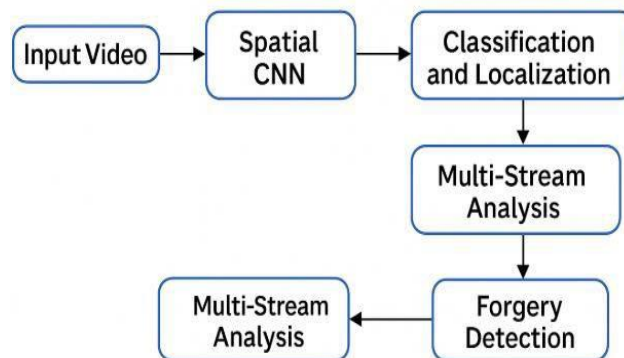 Input Video
Spatial
CNN
Classification
and Localization
Multi-Stream
Analysis
Forgery
Detection
Multi-Stream
Analysis